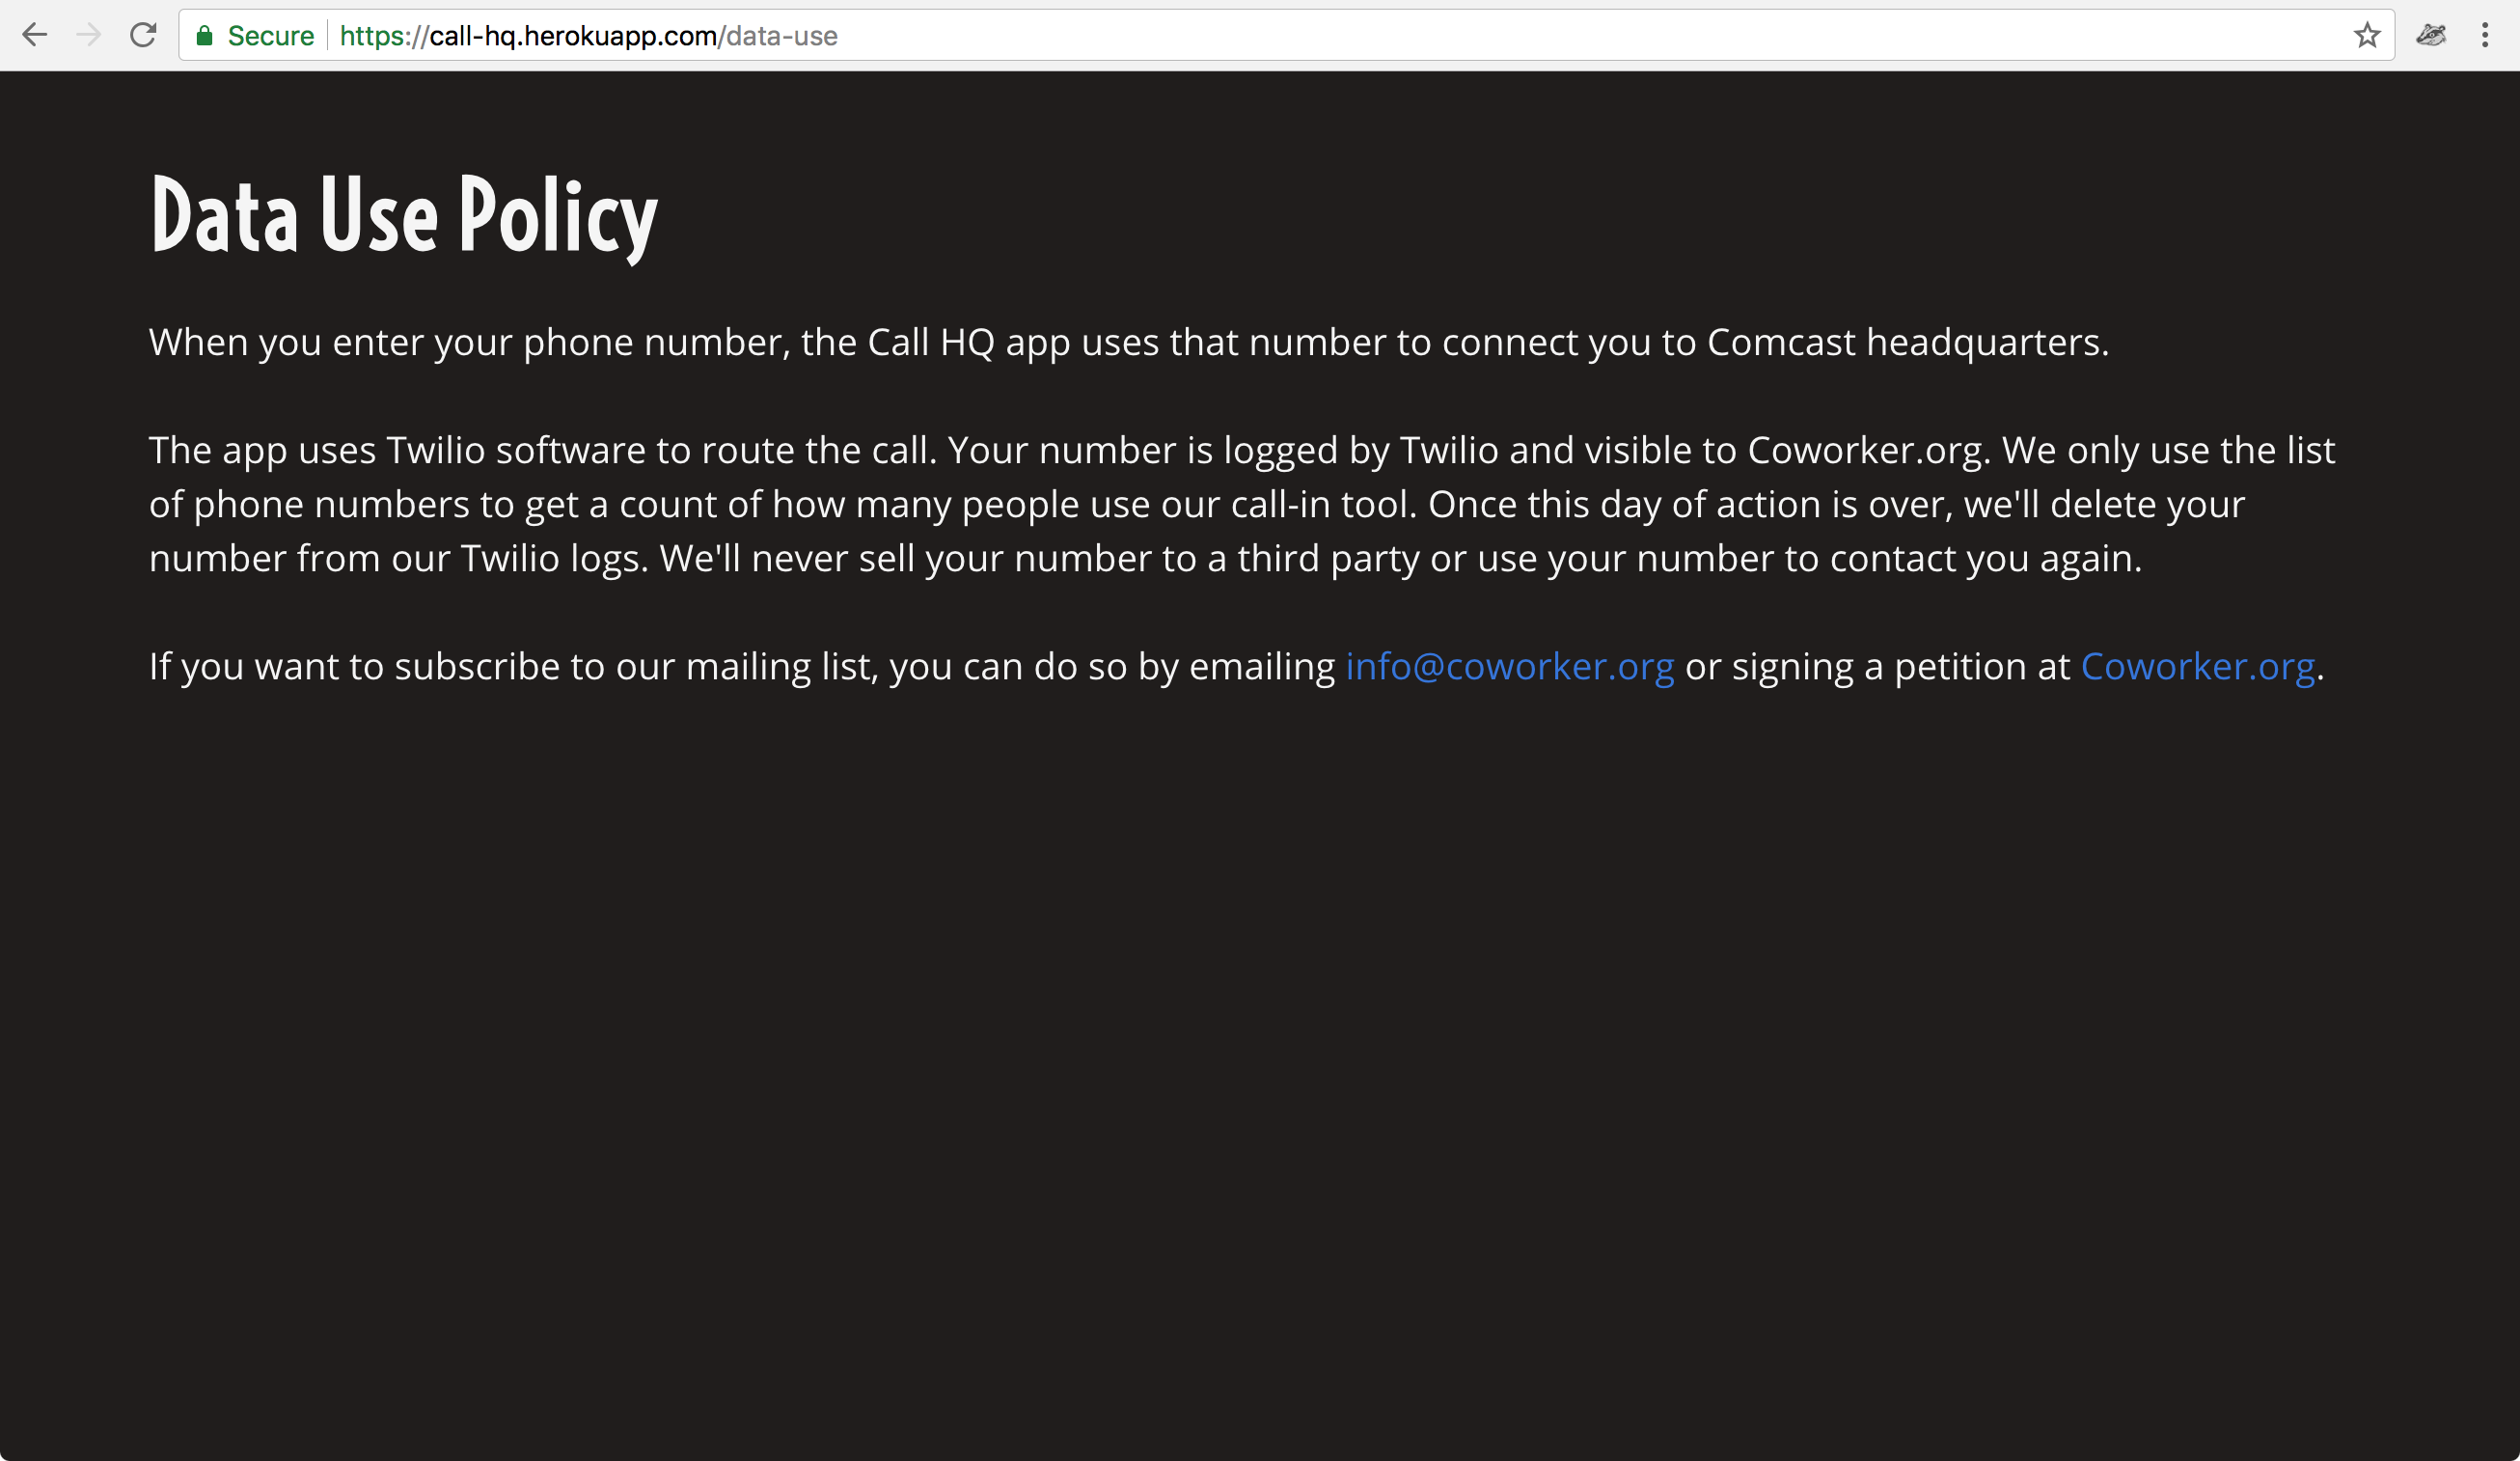 Secure https://call-hq.herokuapp.com/data-use
Data Use Policy
When you enter your phone number, the Call HQ app uses that number to connect you to Comcast headquarters.
The app uses Twilio software to route the call. Your number is logged by Twilio and visible to Coworker.org. We only use the list
of phone numbers to get a count of how many people use our call-in tool. Once this day of action is over, we'll delete your
number from our Twilio logs. We'll never sell your number to a third party or use your number to contact you again.
If you want to subscribe to our mailing list, you can do so by emailing info@coworker.org or signing a petition at Coworker.org.